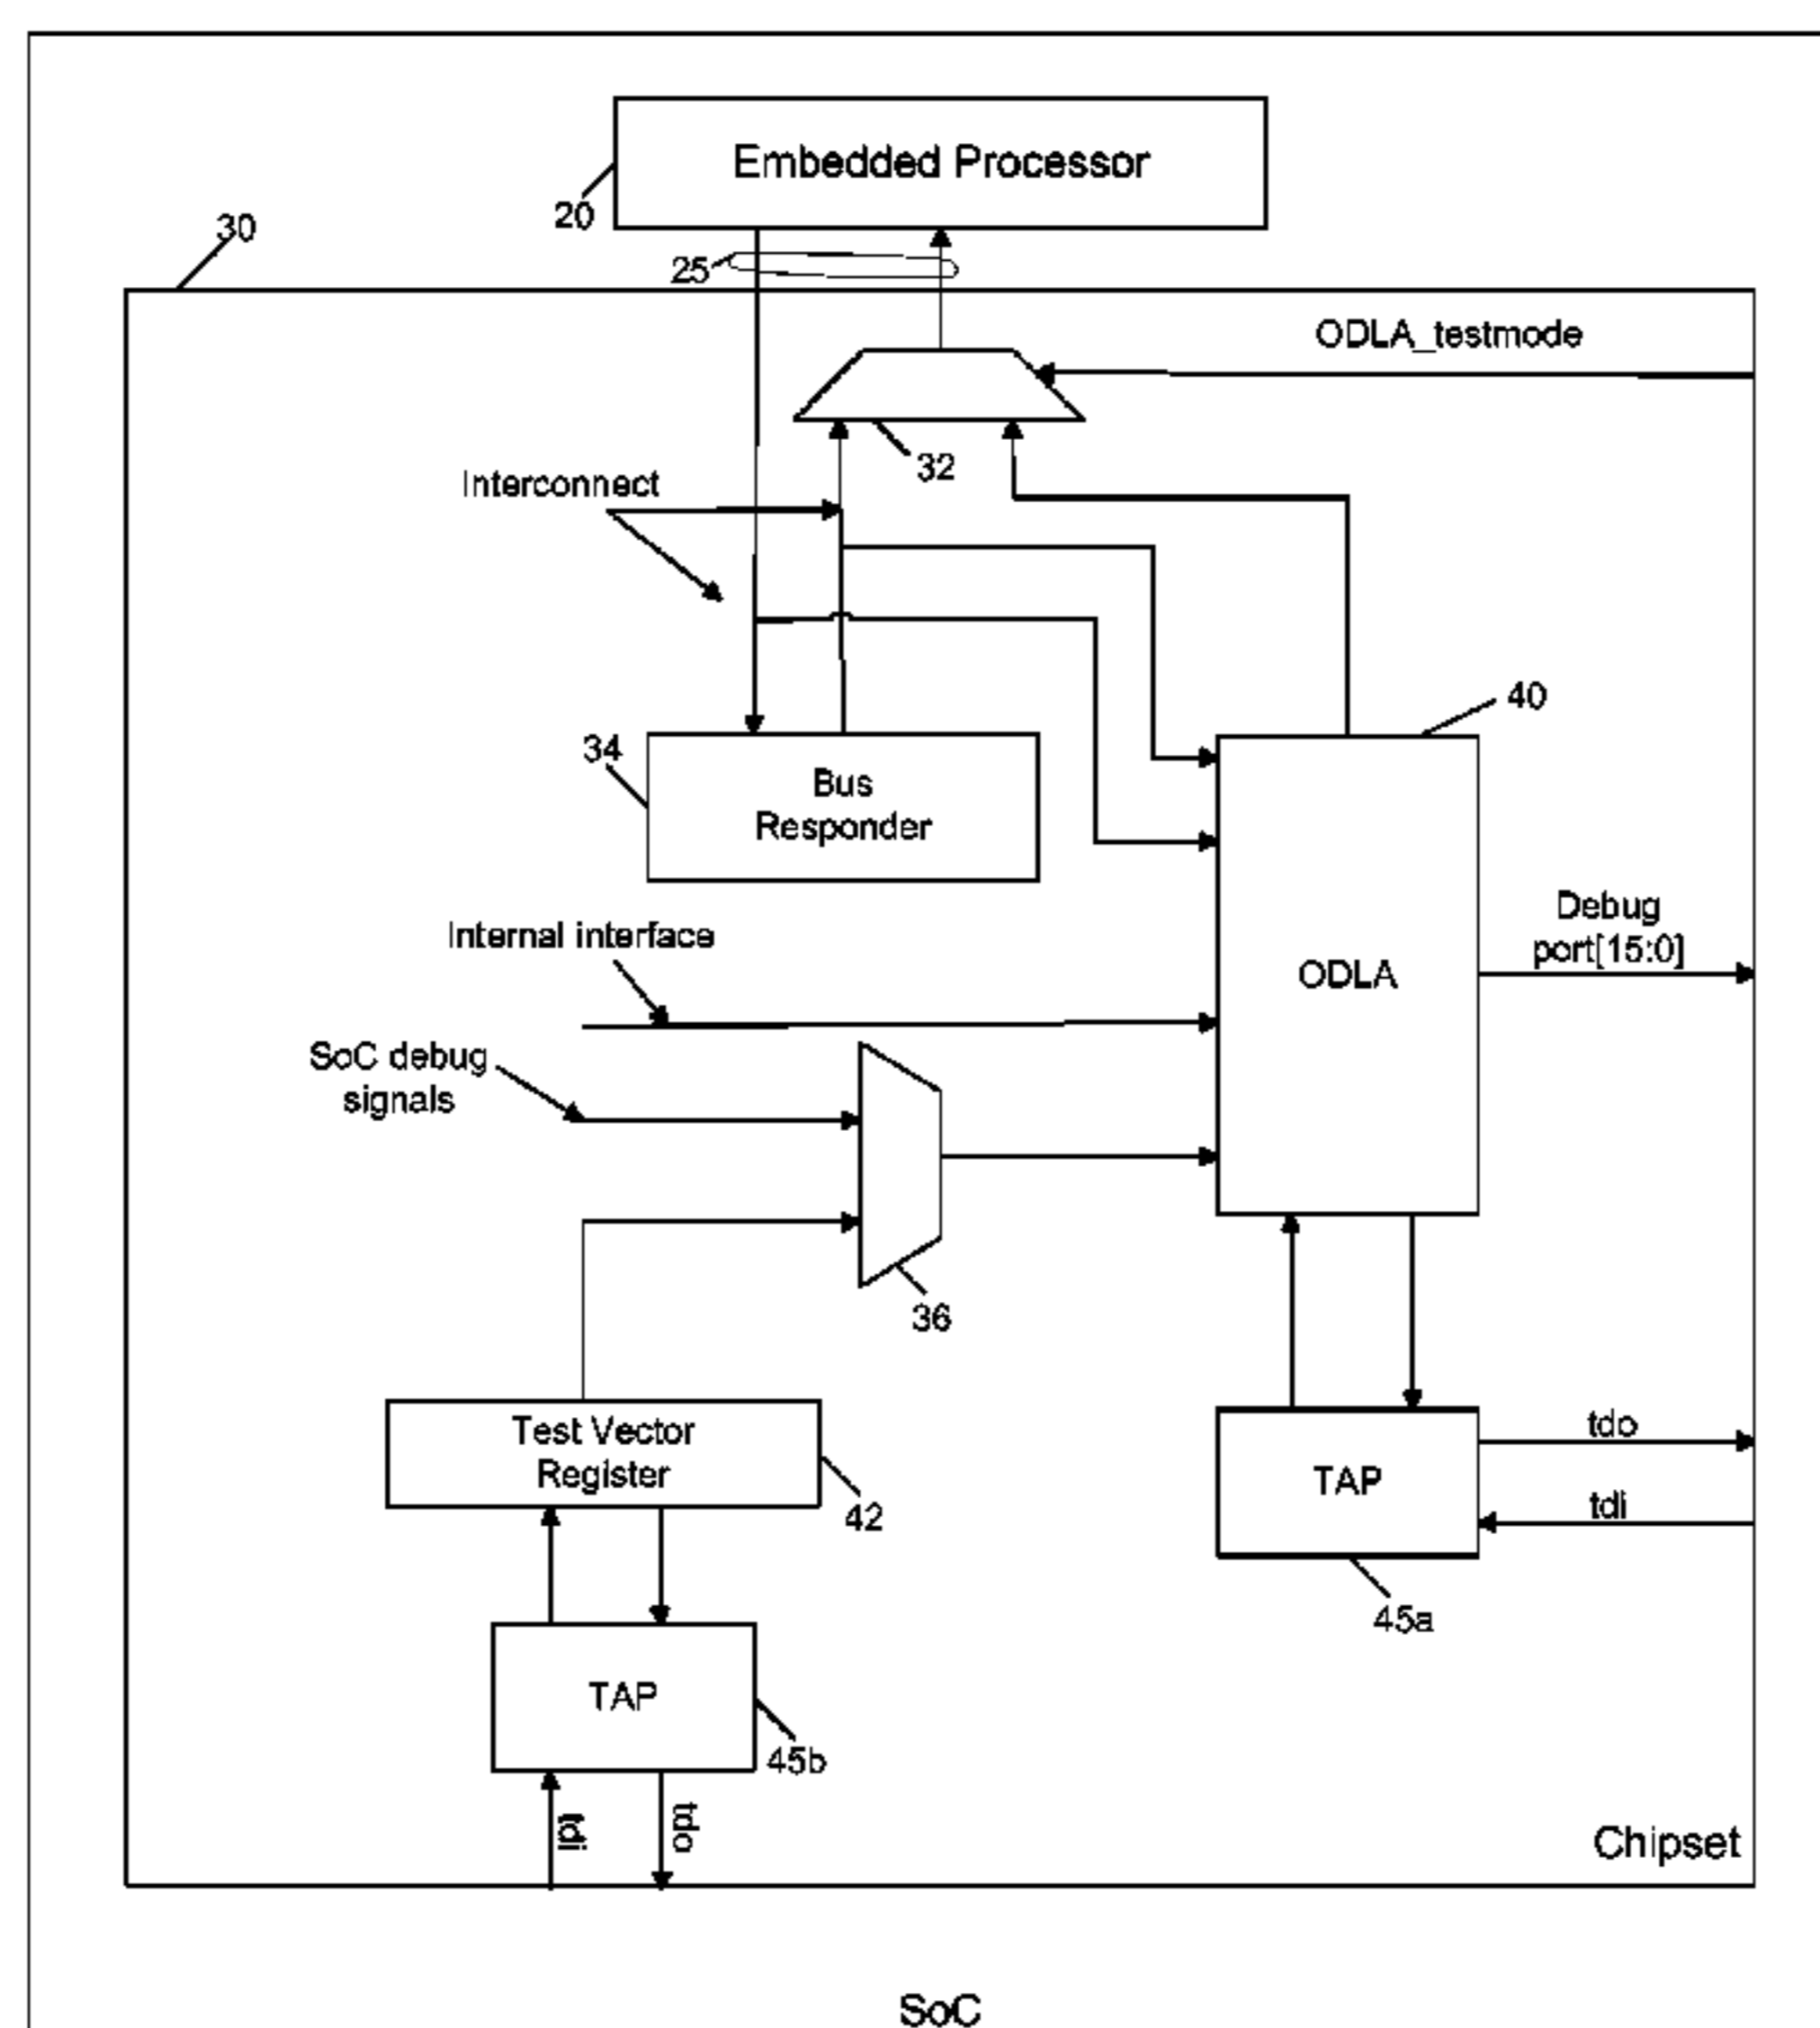 Embedded Processor
20
30
25
ODLA_testmode
32
Interconnect
40
34
Bus
Responder
Debug
port[15:0]
Internal interface
ODLA
SoC debug
signals
36
Test Vector
Register
42
tdo
TAP
tdi
45a
TAP
45b
tdi
tdo
Chipset
SoC